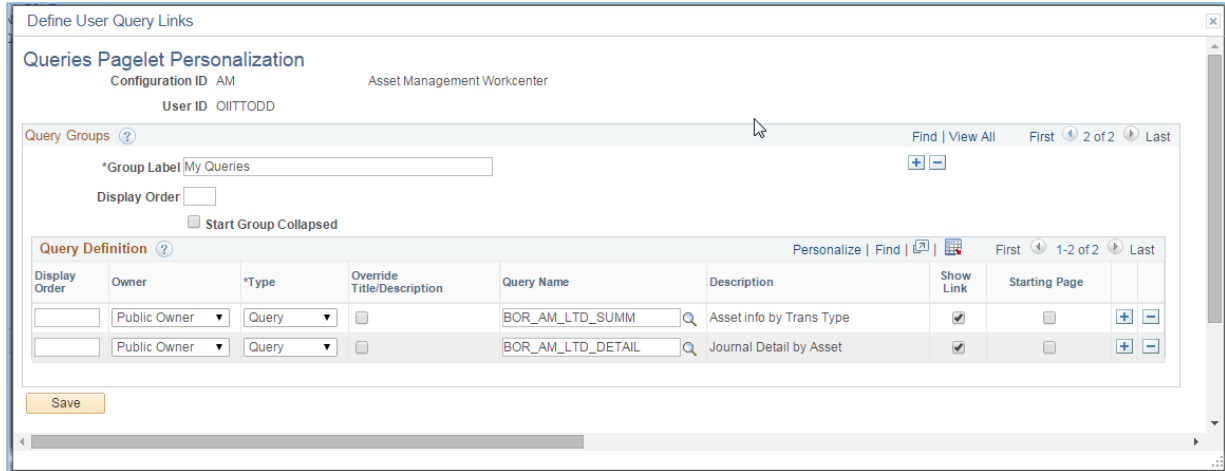 Define User Query Links
Queries Pagelet Personalization
Configuration ID AM Asset Management Workcenter
User ID OIITTODD
Query Groups ? Find | View All First 2 of 2 Last
*Group Label My Queries
Display Order
Start Group Collapsed
Query Definition ? Personalize | Find | | First 1-2 of 2 Last
Display Order Owner *Type Override Title/Description Query Name Description Show Link Starting Page
Public Owner Query BOR_AM_LTD_SUMM Asset info by Trans Type
Public Owner Query BOR_AM_LTD_DETAIL Journal Detail by Asset
Save